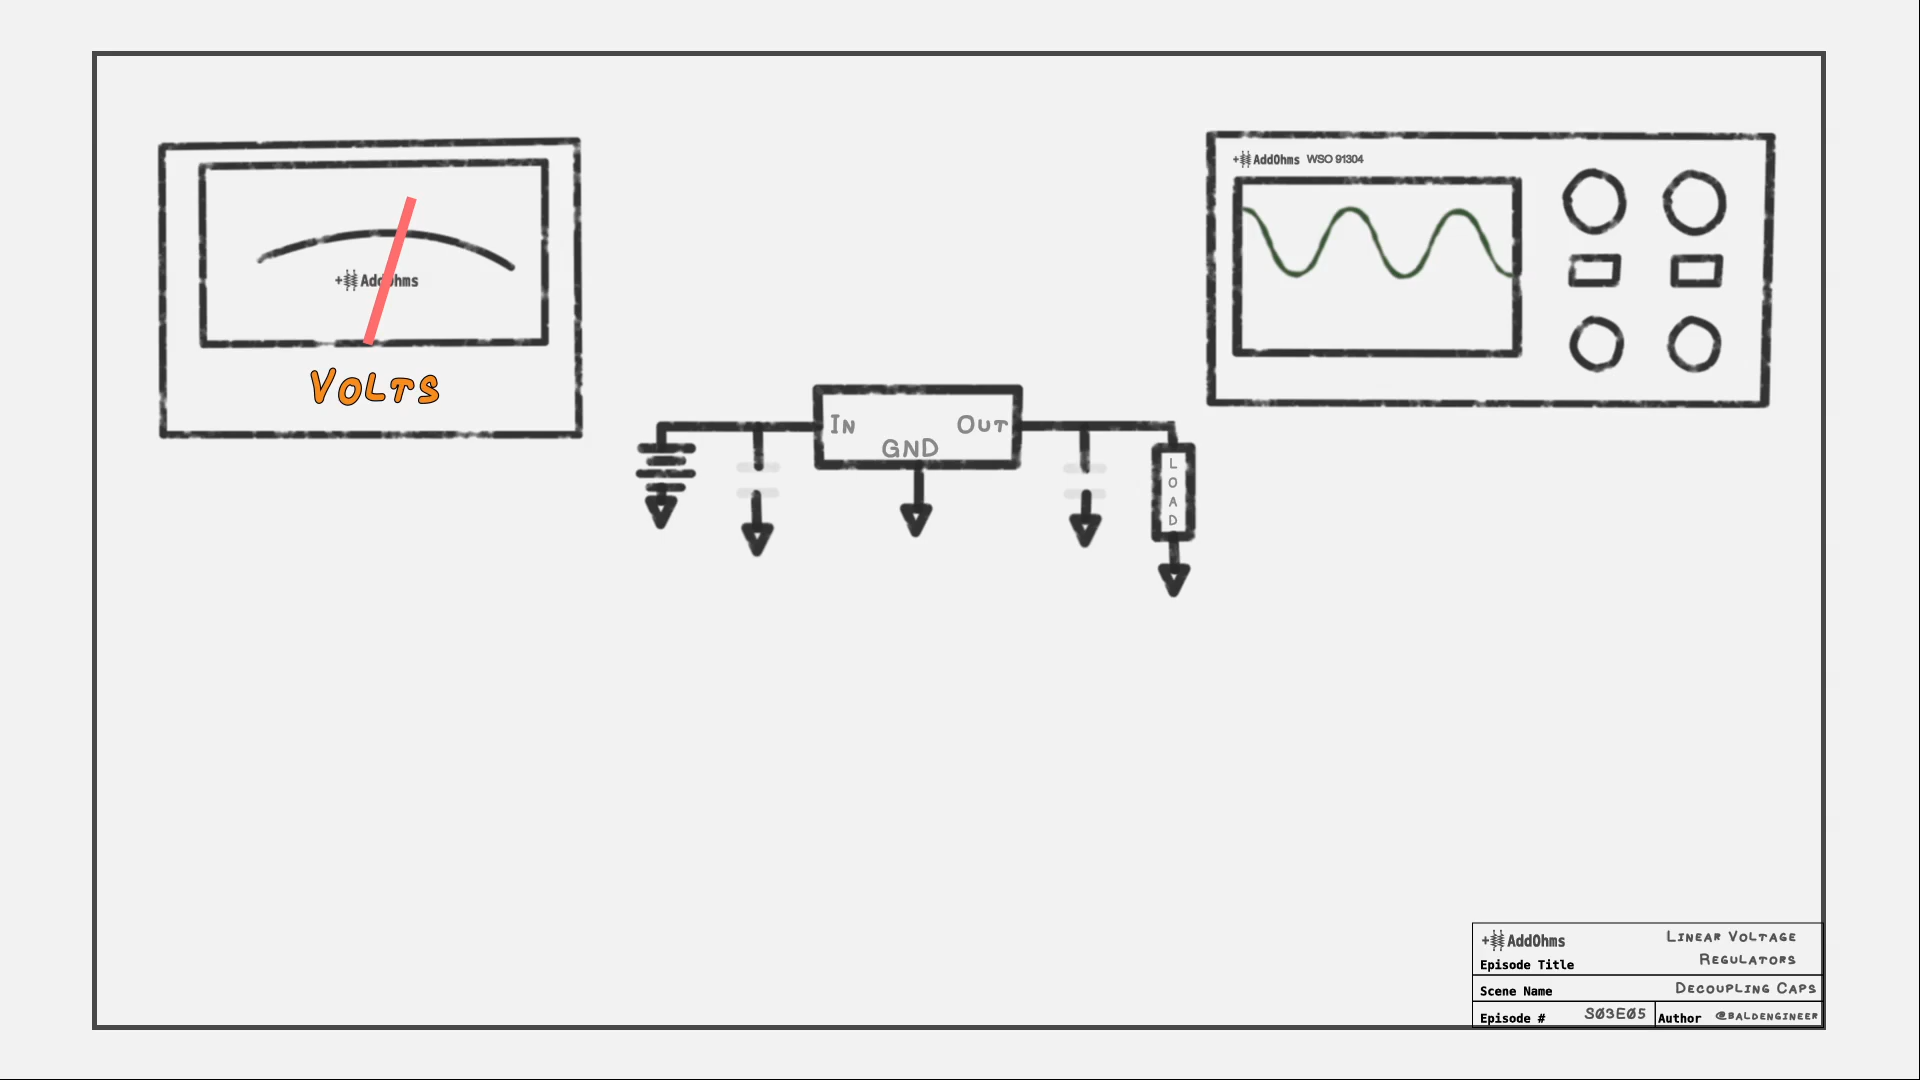 AddOhms
VOLTS
AddOhms WSO 91304
IN
OUT
GND
LOAD
AddOhms
Episode Title
LINEAR VOLTAGE
REGULATORS
Scene Name
DECOUPLING CAPS
Episode #
S03E05
Author
@BALDENGINEER